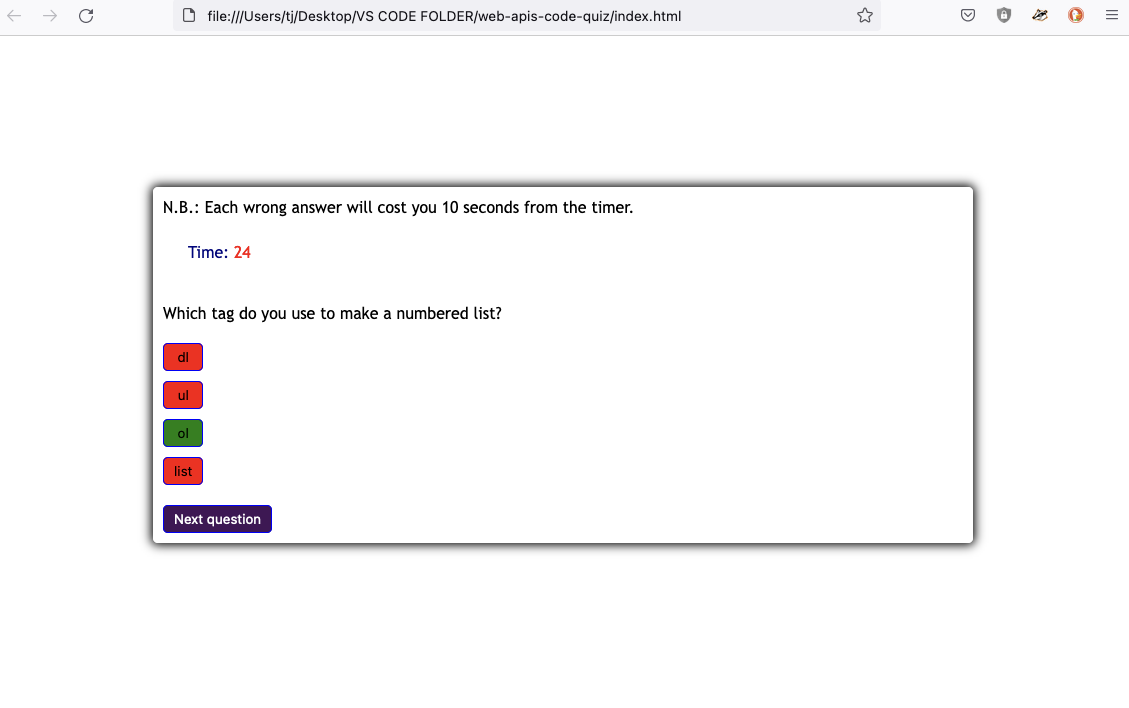 file:///Users/tj/Desktop/VS CODE FOLDER/web-apis-code-quiz/index.html
N.B.: Each wrong answer will cost you 10 seconds from the timer.
Time: 24
Which tag do you use to make a numbered list?
dl
ul
ol
list
Next question